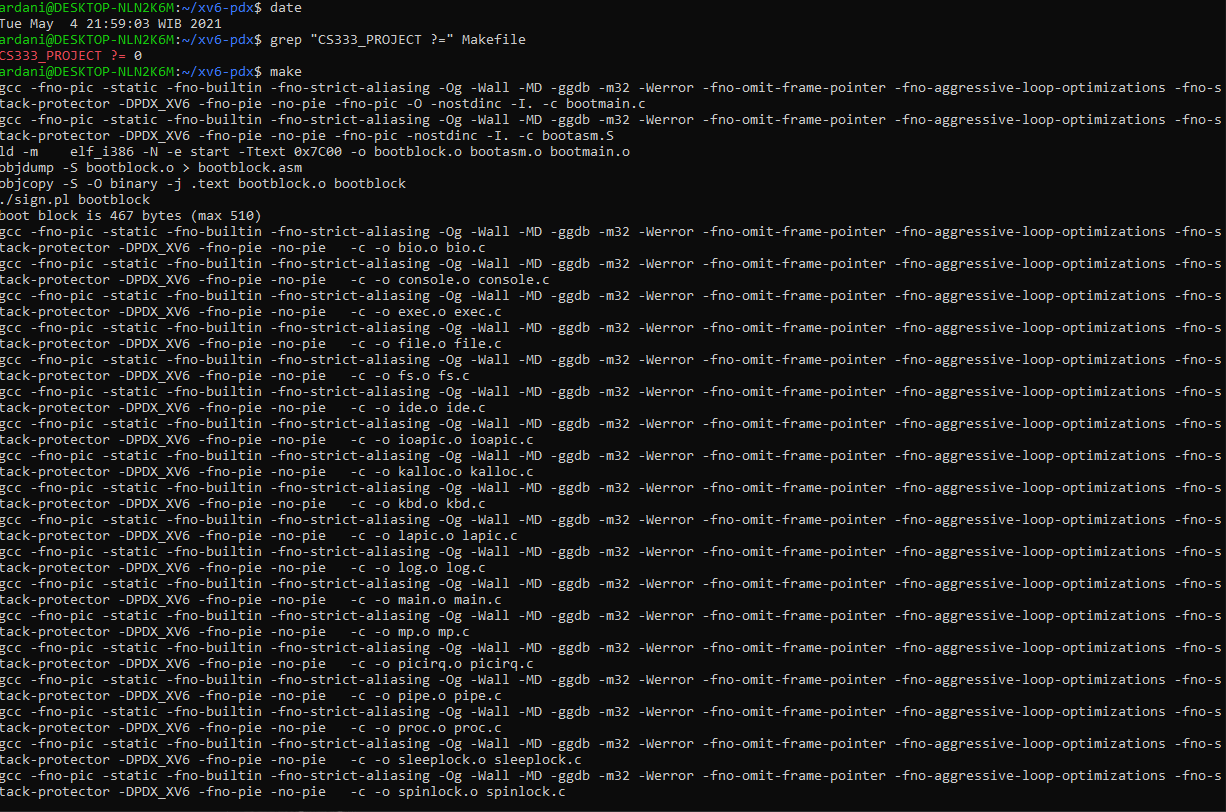 ardani@DESKTOP-NLN2K6M:~/xv6-pdx$ date
Tue May  4 21:59:03 WIB 2021
ardani@DESKTOP-NLN2K6M:~/xv6-pdx$ grep "CS333_PROJECT ?=" Makefile
CS333_PROJECT ?= 0
ardani@DESKTOP-NLN2K6M:~/xv6-pdx$ make
gcc -fno-pic -static -fno-builtin -fno-strict-aliasing -Og -Wall -MD -ggdb -m32 -Werror -fno-omit-frame-pointer -fno-aggressive-loop-optimizations -fno-s
tack-protector -DPDX_XV6 -fno-pie -no-pie -fno-pic -O -nostdinc -I. -c bootmain.c
gcc -fno-pic -static -fno-builtin -fno-strict-aliasing -Og -Wall -MD -ggdb -m32 -Werror -fno-omit-frame-pointer -fno-aggressive-loop-optimizations -fno-s
tack-protector -DPDX_XV6 -fno-pie -no-pie -fno-pic -nostdinc -I. -c bootasm.S
ld -m    elf_i386 -N -e start -Ttext 0x7C00 -o bootblock.o bootasm.o bootmain.o
objdump -S bootblock.o > bootblock.asm
objcopy -S -O binary -j .text bootblock.o bootblock
./sign.pl bootblock
boot block is 467 bytes (max 510)
gcc -fno-pic -static -fno-builtin -fno-strict-aliasing -Og -Wall -MD -ggdb -m32 -Werror -fno-omit-frame-pointer -fno-aggressive-loop-optimizations -fno-s
tack-protector -DPDX_XV6 -fno-pie -no-pie   -c -o bio.o bio.c
gcc -fno-pic -static -fno-builtin -fno-strict-aliasing -Og -Wall -MD -ggdb -m32 -Werror -fno-omit-frame-pointer -fno-aggressive-loop-optimizations -fno-s
tack-protector -DPDX_XV6 -fno-pie -no-pie   -c -o console.o console.c
gcc -fno-pic -static -fno-builtin -fno-strict-aliasing -Og -Wall -MD -ggdb -m32 -Werror -fno-omit-frame-pointer -fno-aggressive-loop-optimizations -fno-s
tack-protector -DPDX_XV6 -fno-pie -no-pie   -c -o exec.o exec.c
gcc -fno-pic -static -fno-builtin -fno-strict-aliasing -Og -Wall -MD -ggdb -m32 -Werror -fno-omit-frame-pointer -fno-aggressive-loop-optimizations -fno-s
tack-protector -DPDX_XV6 -fno-pie -no-pie   -c -o file.o file.c
gcc -fno-pic -static -fno-builtin -fno-strict-aliasing -Og -Wall -MD -ggdb -m32 -Werror -fno-omit-frame-pointer -fno-aggressive-loop-optimizations -fno-s
tack-protector -DPDX_XV6 -fno-pie -no-pie   -c -o fs.o fs.c
gcc -fno-pic -static -fno-builtin -fno-strict-aliasing -Og -Wall -MD -ggdb -m32 -Werror -fno-omit-frame-pointer -fno-aggressive-loop-optimizations -fno-s
tack-protector -DPDX_XV6 -fno-pie -no-pie   -c -o ide.o ide.c
gcc -fno-pic -static -fno-builtin -fno-strict-aliasing -Og -Wall -MD -ggdb -m32 -Werror -fno-omit-frame-pointer -fno-aggressive-loop-optimizations -fno-s
tack-protector -DPDX_XV6 -fno-pie -no-pie   -c -o ioapic.o ioapic.c
gcc -fno-pic -static -fno-builtin -fno-strict-aliasing -Og -Wall -MD -ggdb -m32 -Werror -fno-omit-frame-pointer -fno-aggressive-loop-optimizations -fno-s
tack-protector -DPDX_XV6 -fno-pie -no-pie   -c -o kalloc.o kalloc.c
gcc -fno-pic -static -fno-builtin -fno-strict-aliasing -Og -Wall -MD -ggdb -m32 -Werror -fno-omit-frame-pointer -fno-aggressive-loop-optimizations -fno-s
tack-protector -DPDX_XV6 -fno-pie -no-pie   -c -o kbd.o kbd.c
gcc -fno-pic -static -fno-builtin -fno-strict-aliasing -Og -Wall -MD -ggdb -m32 -Werror -fno-omit-frame-pointer -fno-aggressive-loop-optimizations -fno-s
tack-protector -DPDX_XV6 -fno-pie -no-pie   -c -o lapic.o lapic.c
gcc -fno-pic -static -fno-builtin -fno-strict-aliasing -Og -Wall -MD -ggdb -m32 -Werror -fno-omit-frame-pointer -fno-aggressive-loop-optimizations -fno-s
tack-protector -DPDX_XV6 -fno-pie -no-pie   -c -o log.o log.c
gcc -fno-pic -static -fno-builtin -fno-strict-aliasing -Og -Wall -MD -ggdb -m32 -Werror -fno-omit-frame-pointer -fno-aggressive-loop-optimizations -fno-s
tack-protector -DPDX_XV6 -fno-pie -no-pie   -c -o main.o main.c
gcc -fno-pic -static -fno-builtin -fno-strict-aliasing -Og -Wall -MD -ggdb -m32 -Werror -fno-omit-frame-pointer -fno-aggressive-loop-optimizations -fno-s
tack-protector -DPDX_XV6 -fno-pie -no-pie   -c -o mp.o mp.c
gcc -fno-pic -static -fno-builtin -fno-strict-aliasing -Og -Wall -MD -ggdb -m32 -Werror -fno-omit-frame-pointer -fno-aggressive-loop-optimizations -fno-s
tack-protector -DPDX_XV6 -fno-pie -no-pie   -c -o picirq.o picirq.c
gcc -fno-pic -static -fno-builtin -fno-strict-aliasing -Og -Wall -MD -ggdb -m32 -Werror -fno-omit-frame-pointer -fno-aggressive-loop-optimizations -fno-s
tack-protector -DPDX_XV6 -fno-pie -no-pie   -c -o pipe.o pipe.c
gcc -fno-pic -static -fno-builtin -fno-strict-aliasing -Og -Wall -MD -ggdb -m32 -Werror -fno-omit-frame-pointer -fno-aggressive-loop-optimizations -fno-s
tack-protector -DPDX_XV6 -fno-pie -no-pie   -c -o proc.o proc.c
gcc -fno-pic -static -fno-builtin -fno-strict-aliasing -Og -Wall -MD -ggdb -m32 -Werror -fno-omit-frame-pointer -fno-aggressive-loop-optimizations -fno-s
tack-protector -DPDX_XV6 -fno-pie -no-pie   -c -o sleeplock.o sleeplock.c
gcc -fno-pic -static -fno-builtin -fno-strict-aliasing -Og -Wall -MD -ggdb -m32 -Werror -fno-omit-frame-pointer -fno-aggressive-loop-optimizations -fno-s
tack-protector -DPDX_XV6 -fno-pie -no-pie   -c -o spinlock.o spinlock.c